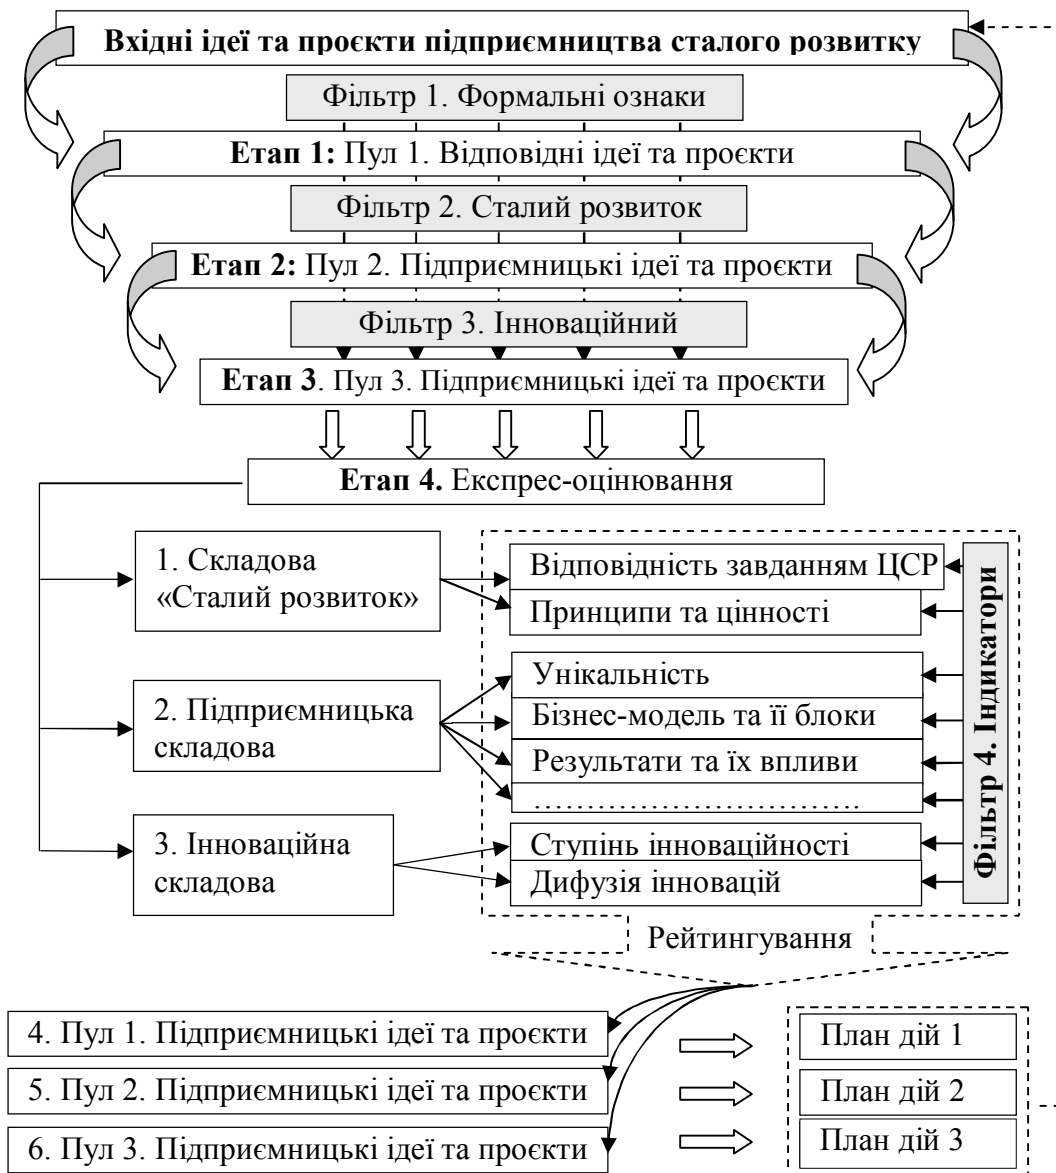 Вхідні ідеї та проєкти підприємництва сталого розвитку
Фільтр 1. Формальні ознаки
Етап 1: Пул 1. Відповідні ідеї та проєкти
Фільтр 2. Сталий розвиток
Етап 2: Пул 2. Підприємницькі ідеї та проєкти
Фільтр 3. Інноваційний
Етап 3. Пул 3. Підприємницькі ідеї та проєкти
Етап 4. Експрес-оцінювання
1. Складова
«Сталий розвиток»
Відповідність завданням ЦСР
Принципи та цінності
2. Підприємницька
складова
Унікальність
Бізнес-модель та її блоки
Результати та їх впливи
……………………………
3. Інноваційна
складова
Ступінь інноваційності
Дифузія інновацій
Фільтр 4. Індикатори
Рейтингування
4. Пул 1. Підприємницькі ідеї та проєкти
План дій 1
5. Пул 2. Підприємницькі ідеї та проєкти
План дій 2
6. Пул 3. Підприємницькі ідеї та проєкти
План дій 3